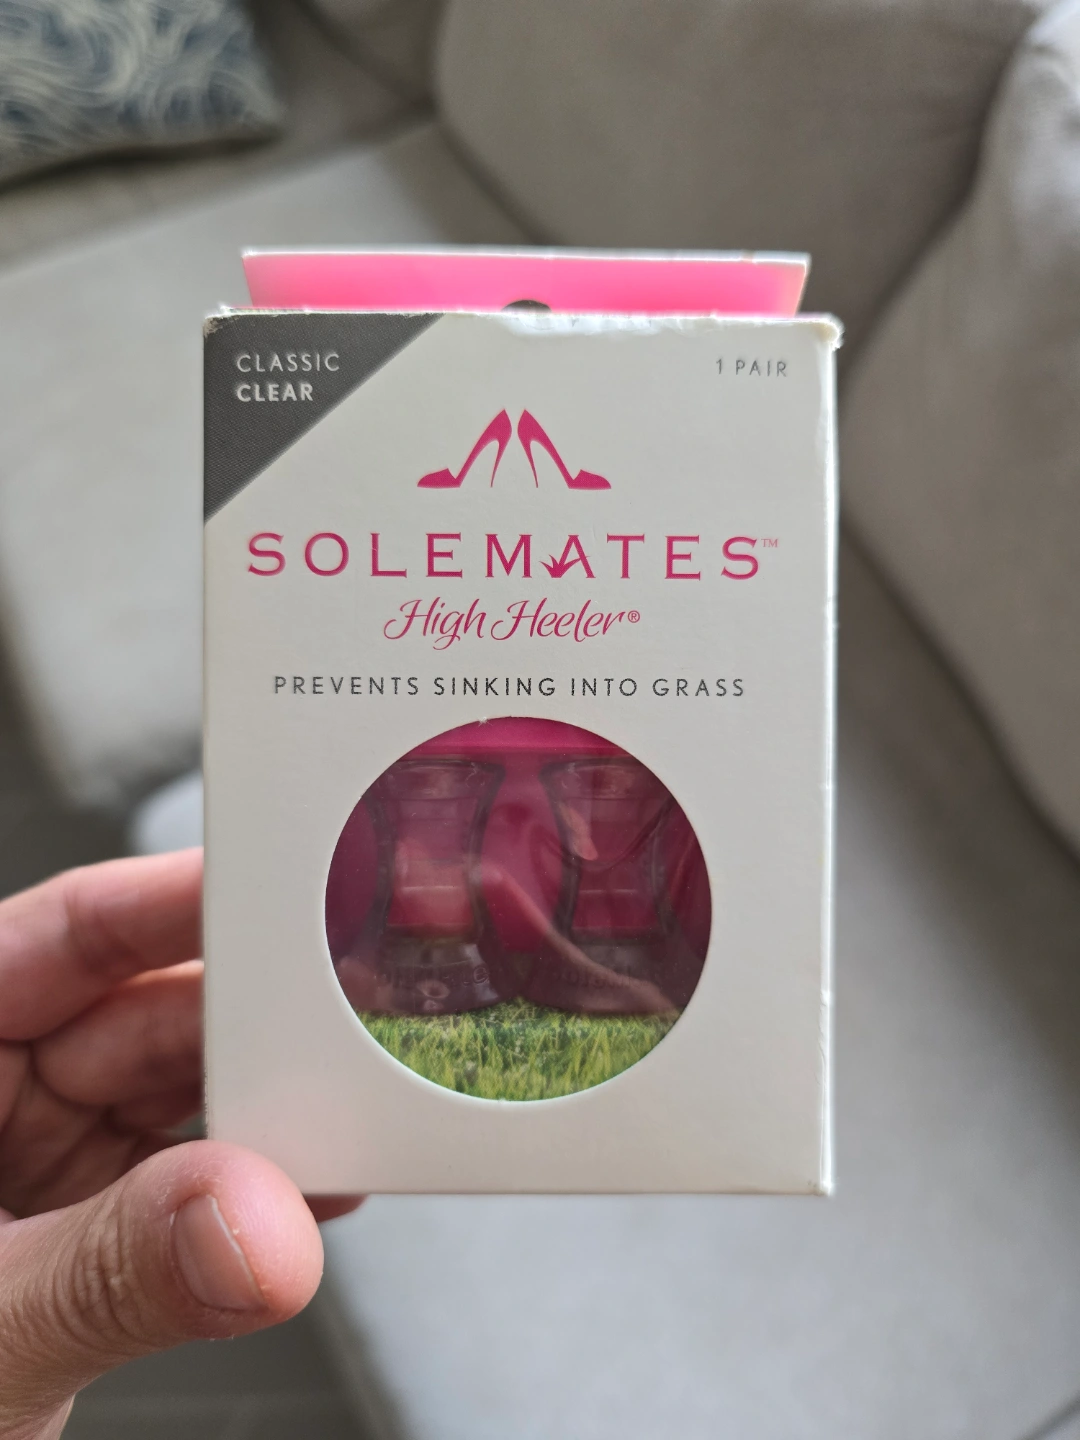 CLASSIC
CLEAR
1 PAIR
SOLEMATES™
High Heeler®
PREVENTS SINKING INTO GRASS